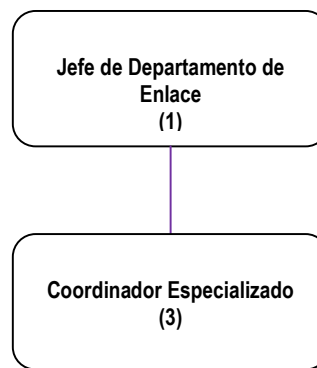 Jefe de Departamento de
Enlace
(1)
Coordinador Especializado
(3)